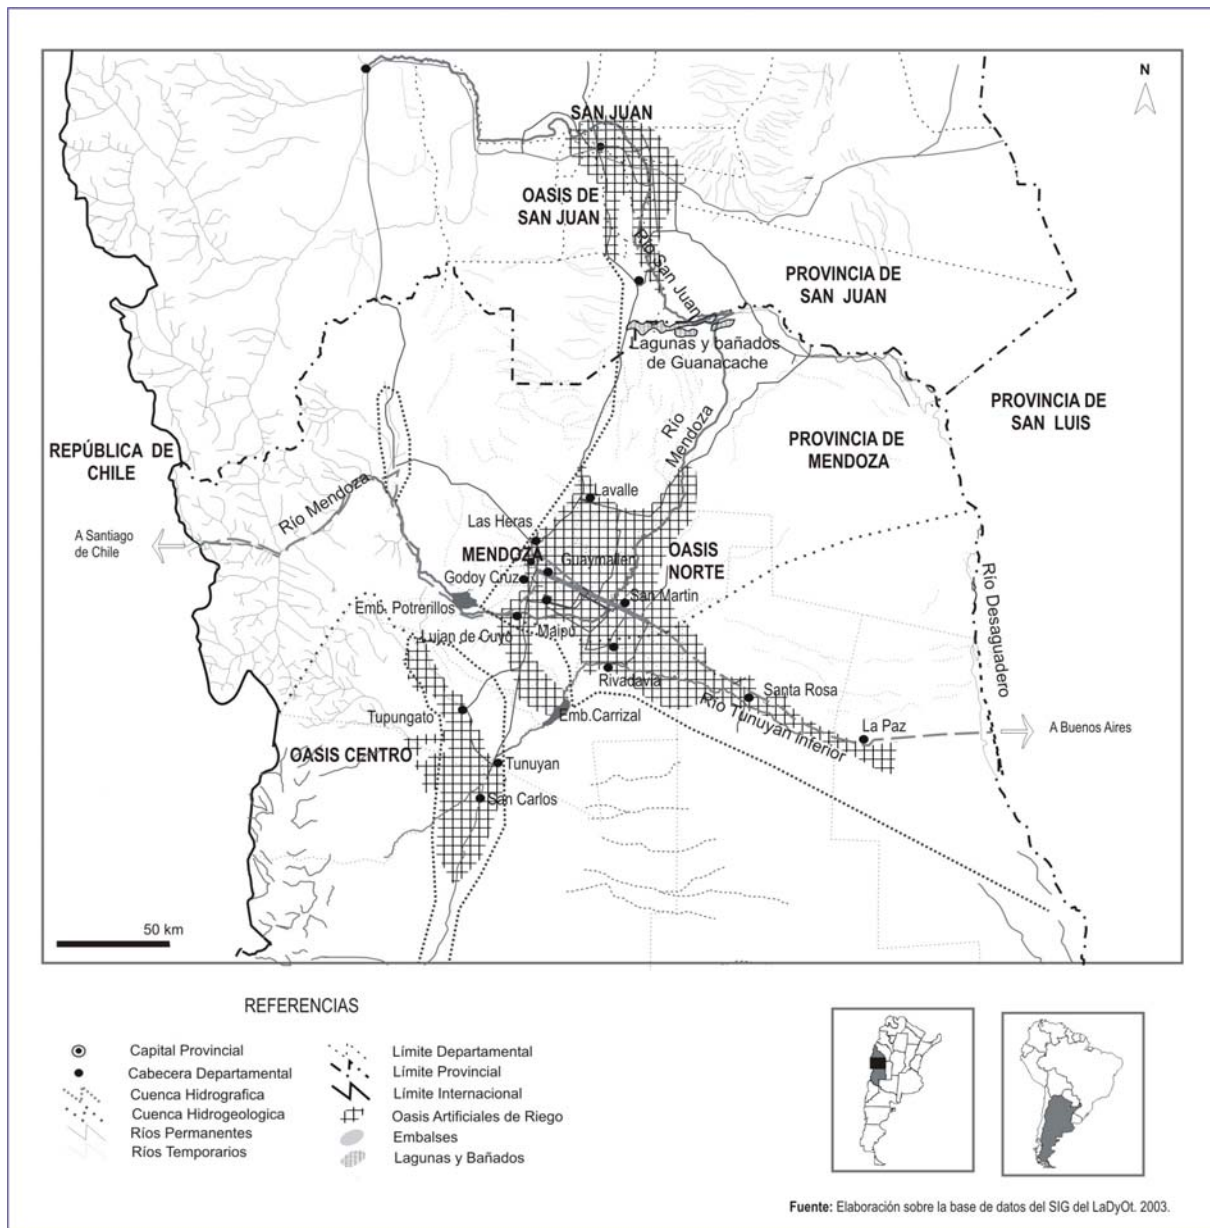 N
SAN JUAN
OASIS DE
SAN JUAN
Río San Juan
PROVINCIA DE
SAN JUAN
Lagunas y bañados
de Guanacache
PROVINCIA DE
SAN LUIS
REPÚBLICA DE
CHILE
Río
Mendoza
PROVINCIA DE
MENDOZA
Río Mendoza
A Santiago
de Chile
Lavalle
Las Heras
MENDOZA
Guaymallen
OASIS
NORTE
Godoy Cruz
San Martin
Emb. Potrerillos
Lujan de Cuyo
Maipú
Río Desaguadero
Rivadavia
Santa Rosa
Tupungato
Emb.Carrizal
Río Tunuyan Inferior
La Paz
A Buenos Aires
OASIS CENTRO
Tunuyan
San Carlos
50 km
REFERENCIAS
Capital Provincial
Cabecera Departamental
Cuenca Hidrografica
Cuenca Hidrogeologica
Ríos Permanentes
Ríos Temporarios
Límite Departamental
Límite Provincial
Límite Internacional
Oasis Artificiales de Riego
Embalses
Lagunas y Bañados
Fuente: Elaboración sobre la base de datos del SIG del LaDyOt. 2003.